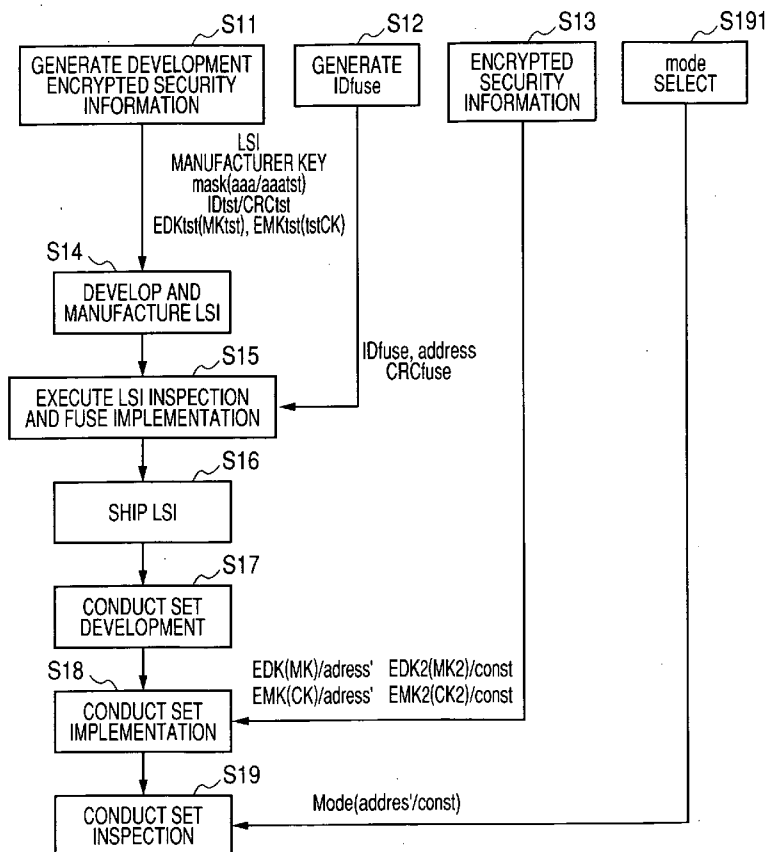 S11
GENERATE DEVELOPMENT
ENCRYPTED SECURITY
INFORMATION
S12
GENERATE
IDfuse
S13
ENCRYPTED
SECURITY
INFORMATION
S191
mode
SELECT
LSI
MANUFACTURER KEY
mask(aaa/aaatst)
IDtst/CRCtst
EDKtst(MKtst), EMKtst(tstCK)
S14
DEVELOP AND
MANUFACTURE LSI
IDfuse, address
CRCfuse
S15
EXECUTE LSI INSPECTION
AND FUSE IMPLEMENTATION
S16
SHIP LSI
S17
CONDUCT SET
DEVELOPMENT
EDK(MK)/adress' EDK2(MK2)/const
EMK(CK)/adress' EMK2(CK2)/const
S18
CONDUCT SET
IMPLEMENTATION
S19
CONDUCT SET
INSPECTION
Mode(addres'/const)